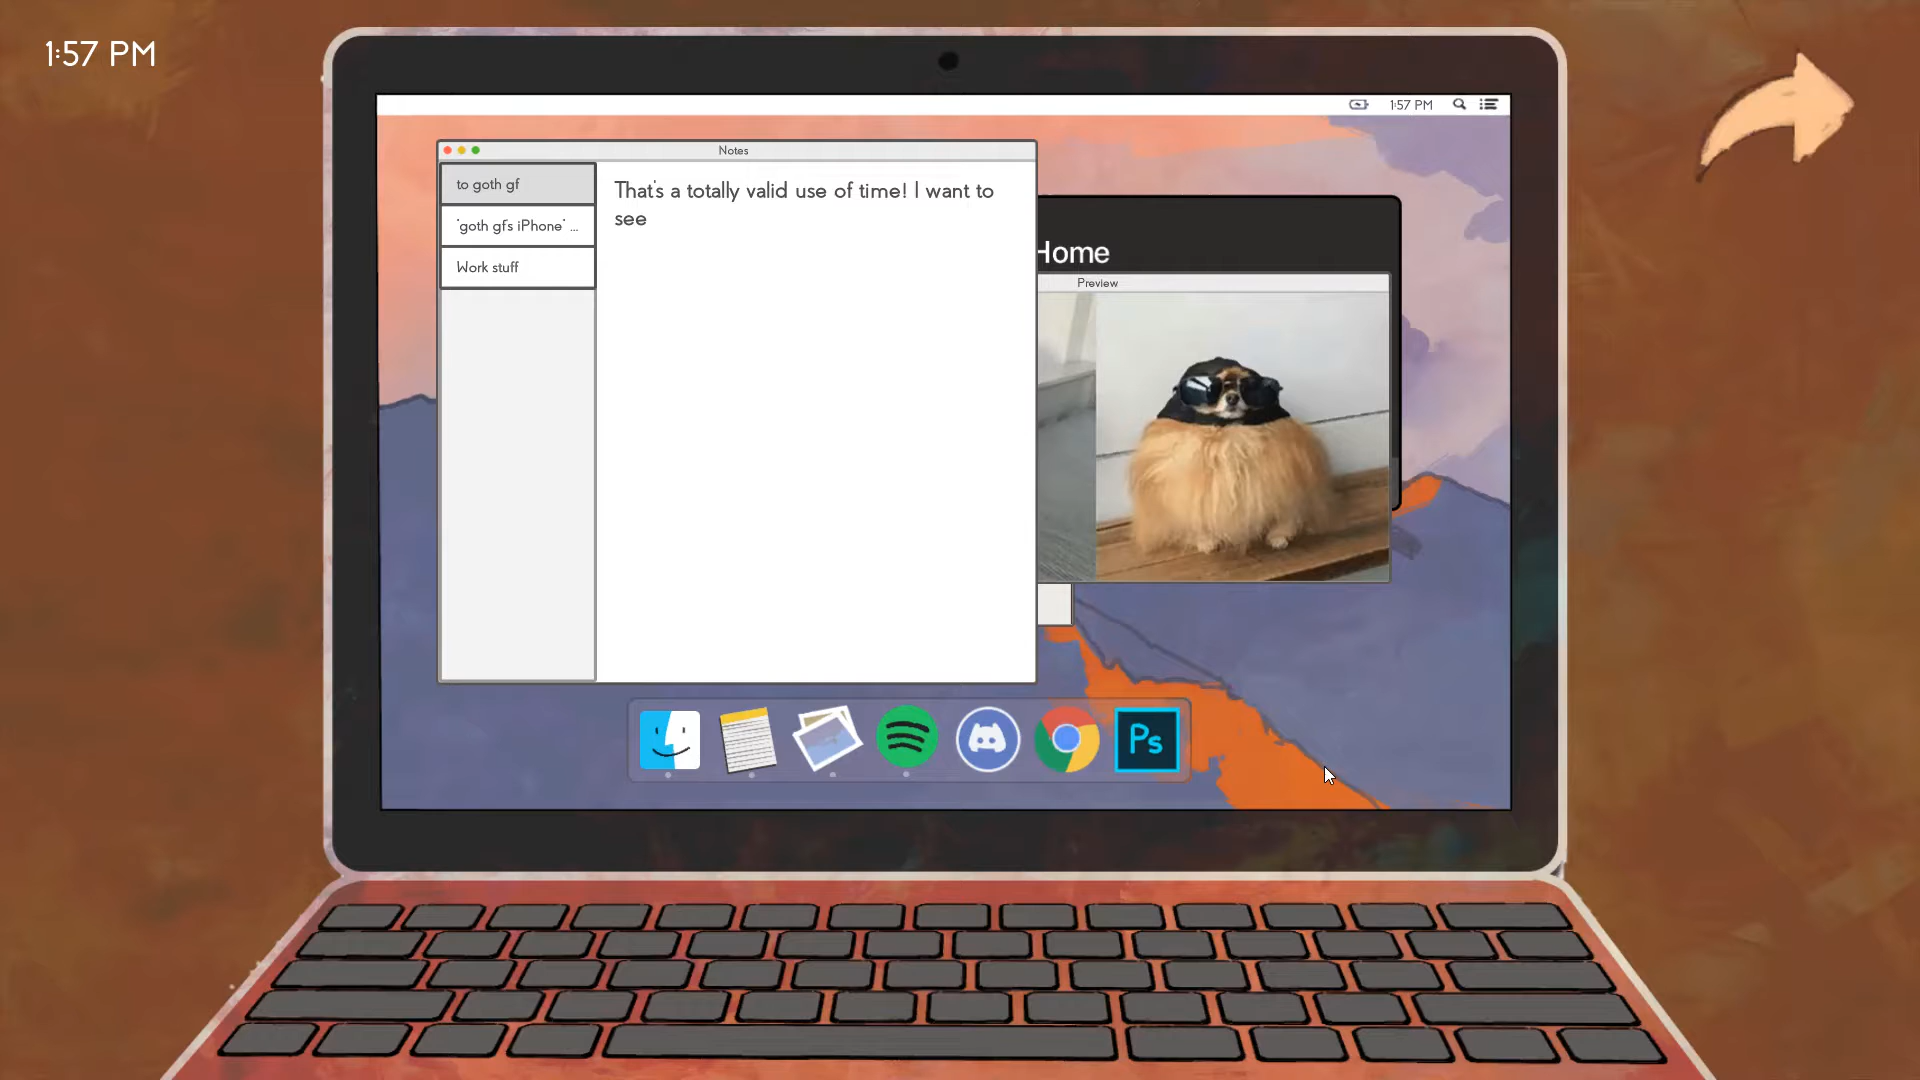 1:57 PM
1:57 PM
Notes
to goth gf
"goth gfs iPhone" ...
Work stuff
That's a totally valid use of time! I want to
see
Home
Preview
Ps